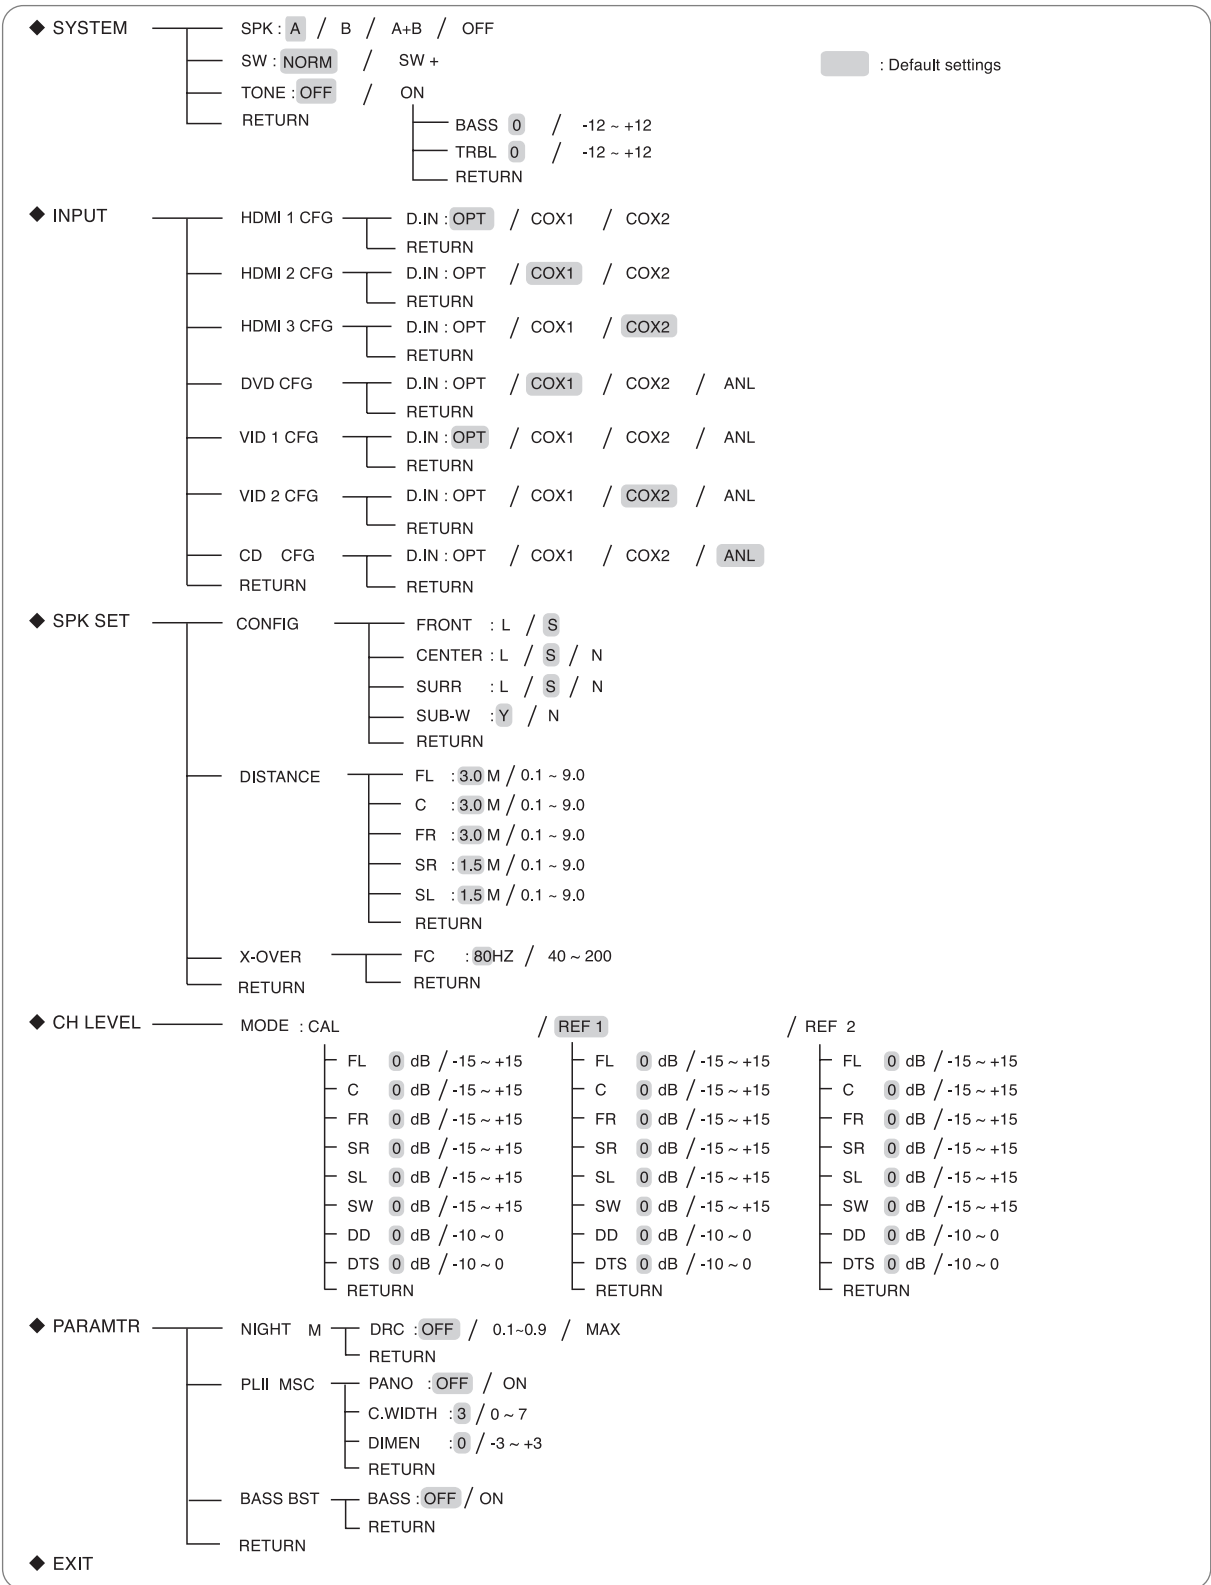 ◆ SYSTEM SPK : A / B / A+B / OFF
SW : NORM / SW +
: Default settings
TONE : OFF / ON
RETURN
BASS 0 / -12 ~ +12
TRBL 0 / -12 ~ +12
RETURN
◆ INPUT HDMI 1 CFG D.IN : OPT / COX1 / COX2
RETURN
HDMI 2 CFG D.IN : OPT / COX1 / COX2
RETURN
HDMI 3 CFG D.IN : OPT / COX1 / COX2
RETURN
DVD CFG D.IN : OPT / COX1 / COX2 / ANL
RETURN
VID 1 CFG D.IN : OPT / COX1 / COX2 / ANL
RETURN
VID 2 CFG D.IN : OPT / COX1 / COX2 / ANL
RETURN
CD CFG D.IN : OPT / COX1 / COX2 / ANL
RETURN RETURN
◆ SPK SET CONFIG FRONT : L / S
CENTER : L / S / N
SURR : L / S / N
SUB-W : Y / N
RETURN
DISTANCE FL : 3.0 M / 0.1 ~ 9.0
C : 3.0 M / 0.1 ~ 9.0
FR : 3.0 M / 0.1 ~ 9.0
SR : 1.5 M / 0.1 ~ 9.0
SL : 1.5 M / 0.1 ~ 9.0
RETURN
X-OVER FC : 80HZ / 40 ~ 200
RETURN RETURN
◆ CH LEVEL MODE : CAL / REF 1 / REF 2
FL 0 dB / -15 ~ +15 FL 0 dB / -15 ~ +15 FL 0 dB / -15 ~ +15
C 0 dB / -15 ~ +15 C 0 dB / -15 ~ +15 C 0 dB / -15 ~ +15
FR 0 dB / -15 ~ +15 FR 0 dB / -15 ~ +15 FR 0 dB / -15 ~ +15
SR 0 dB / -15 ~ +15 SR 0 dB / -15 ~ +15 SR 0 dB / -15 ~ +15
SL 0 dB / -15 ~ +15 SL 0 dB / -15 ~ +15 SL 0 dB / -15 ~ +15
SW 0 dB / -15 ~ +15 SW 0 dB / -15 ~ +15 SW 0 dB / -15 ~ +15
DD 0 dB / -10 ~ 0 DD 0 dB / -10 ~ 0 DD 0 dB / -10 ~ 0
DTS 0 dB / -10 ~ 0 DTS 0 dB / -10 ~ 0 DTS 0 dB / -10 ~ 0
RETURN RETURN RETURN
◆ PARAMTR NIGHT M DRC : OFF / 0.1~0.9 / MAX
RETURN
PLII MSC PANO : OFF / ON
C.WIDTH : 3 / 0 ~ 7
DIMEN : 0 / -3 ~ +3
RETURN
BASS BST BASS : OFF / ON
RETURN
RETURN
◆ EXIT